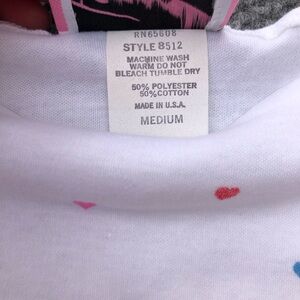 RN65608
STYLE 8512
MACHINE WASH
WARM DO NOT
BLEACH TUMBLE DRY
50% POLYESTER
50%COTTON
MADE IN U.S.A.
MEDIUM